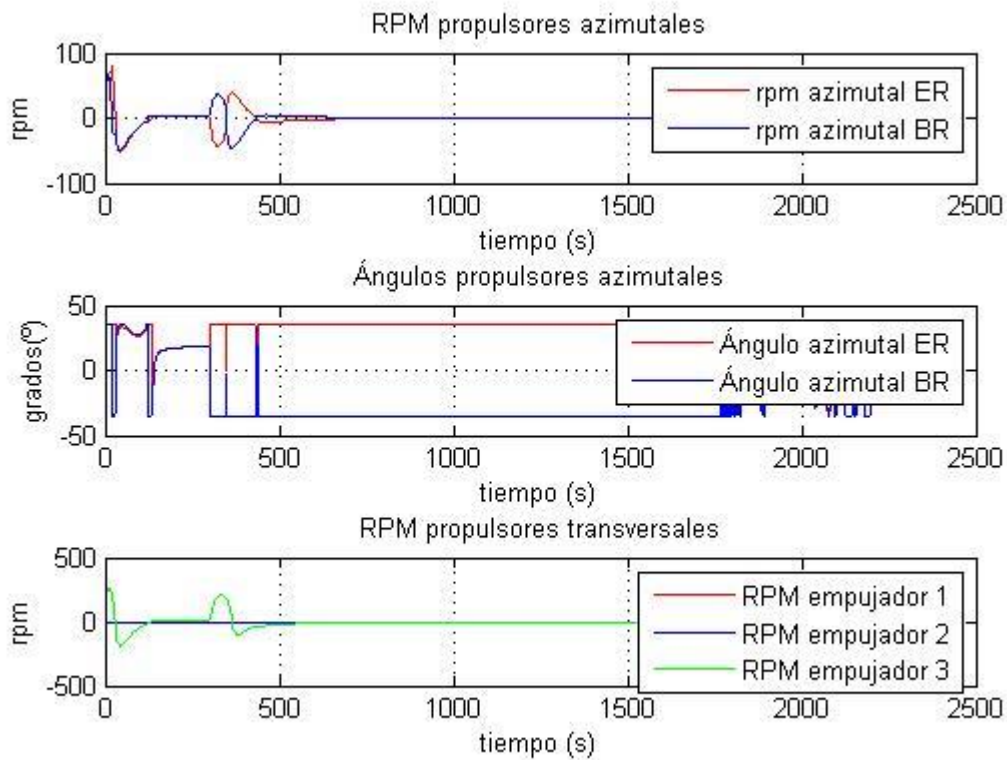 RPM propulsores azimutales
100
0
-100
rpm
rpm azimutal ER
rpm azimutal BR
0 500 1000 1500 2000 2500
tiempo (s)
Ángulos propulsores azimutales
50
0
-50
grados(º)
Ángulo azimutal ER
Ángulo azimutal BR
0 500 1000 1500 2000 2500
tiempo (s)
RPM propulsores transversales
500
0
-500
rpm
RPM empujador 1
RPM empujador 2
RPM empujador 3
0 500 1000 1500 2000 2500
tiempo (s)